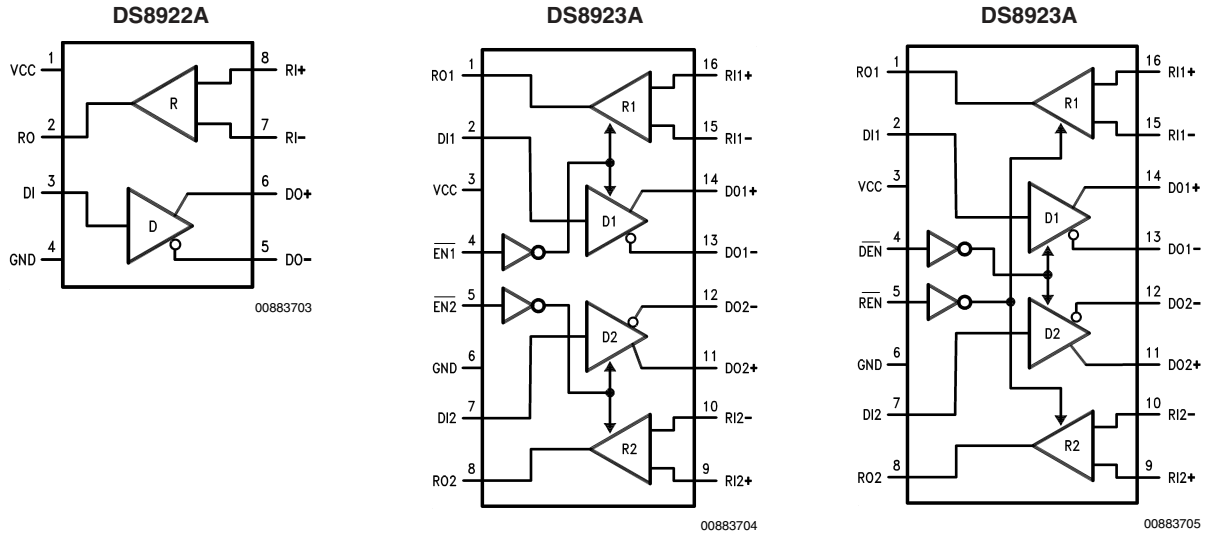 DS8922A
1
VCC
8
RI+
R
2
RO
7
RI-
3
DI
6
DO+
D
4
GND
5
DO-
00883703
DS8923A
1
RO1
16
RI1+
R1
2
DI1
15
RI1-
3
VCC
14
DO1+
D1
4
EN1
13
DO1-
5
EN2
12
DO2-
D2
6
GND
11
DO2+
7
DI2
10
RI2-
R2
8
RO2
9
RI2+
00883704
DS8923A
1
RO1
16
RI1+
R1
2
DI1
15
RI1-
3
VCC
14
DO1+
D1
4
DEN
13
DO1-
5
REN
12
DO2-
D2
6
GND
11
DO2+
7
DI2
10
RI2-
R2
8
RO2
9
RI2+
00883705